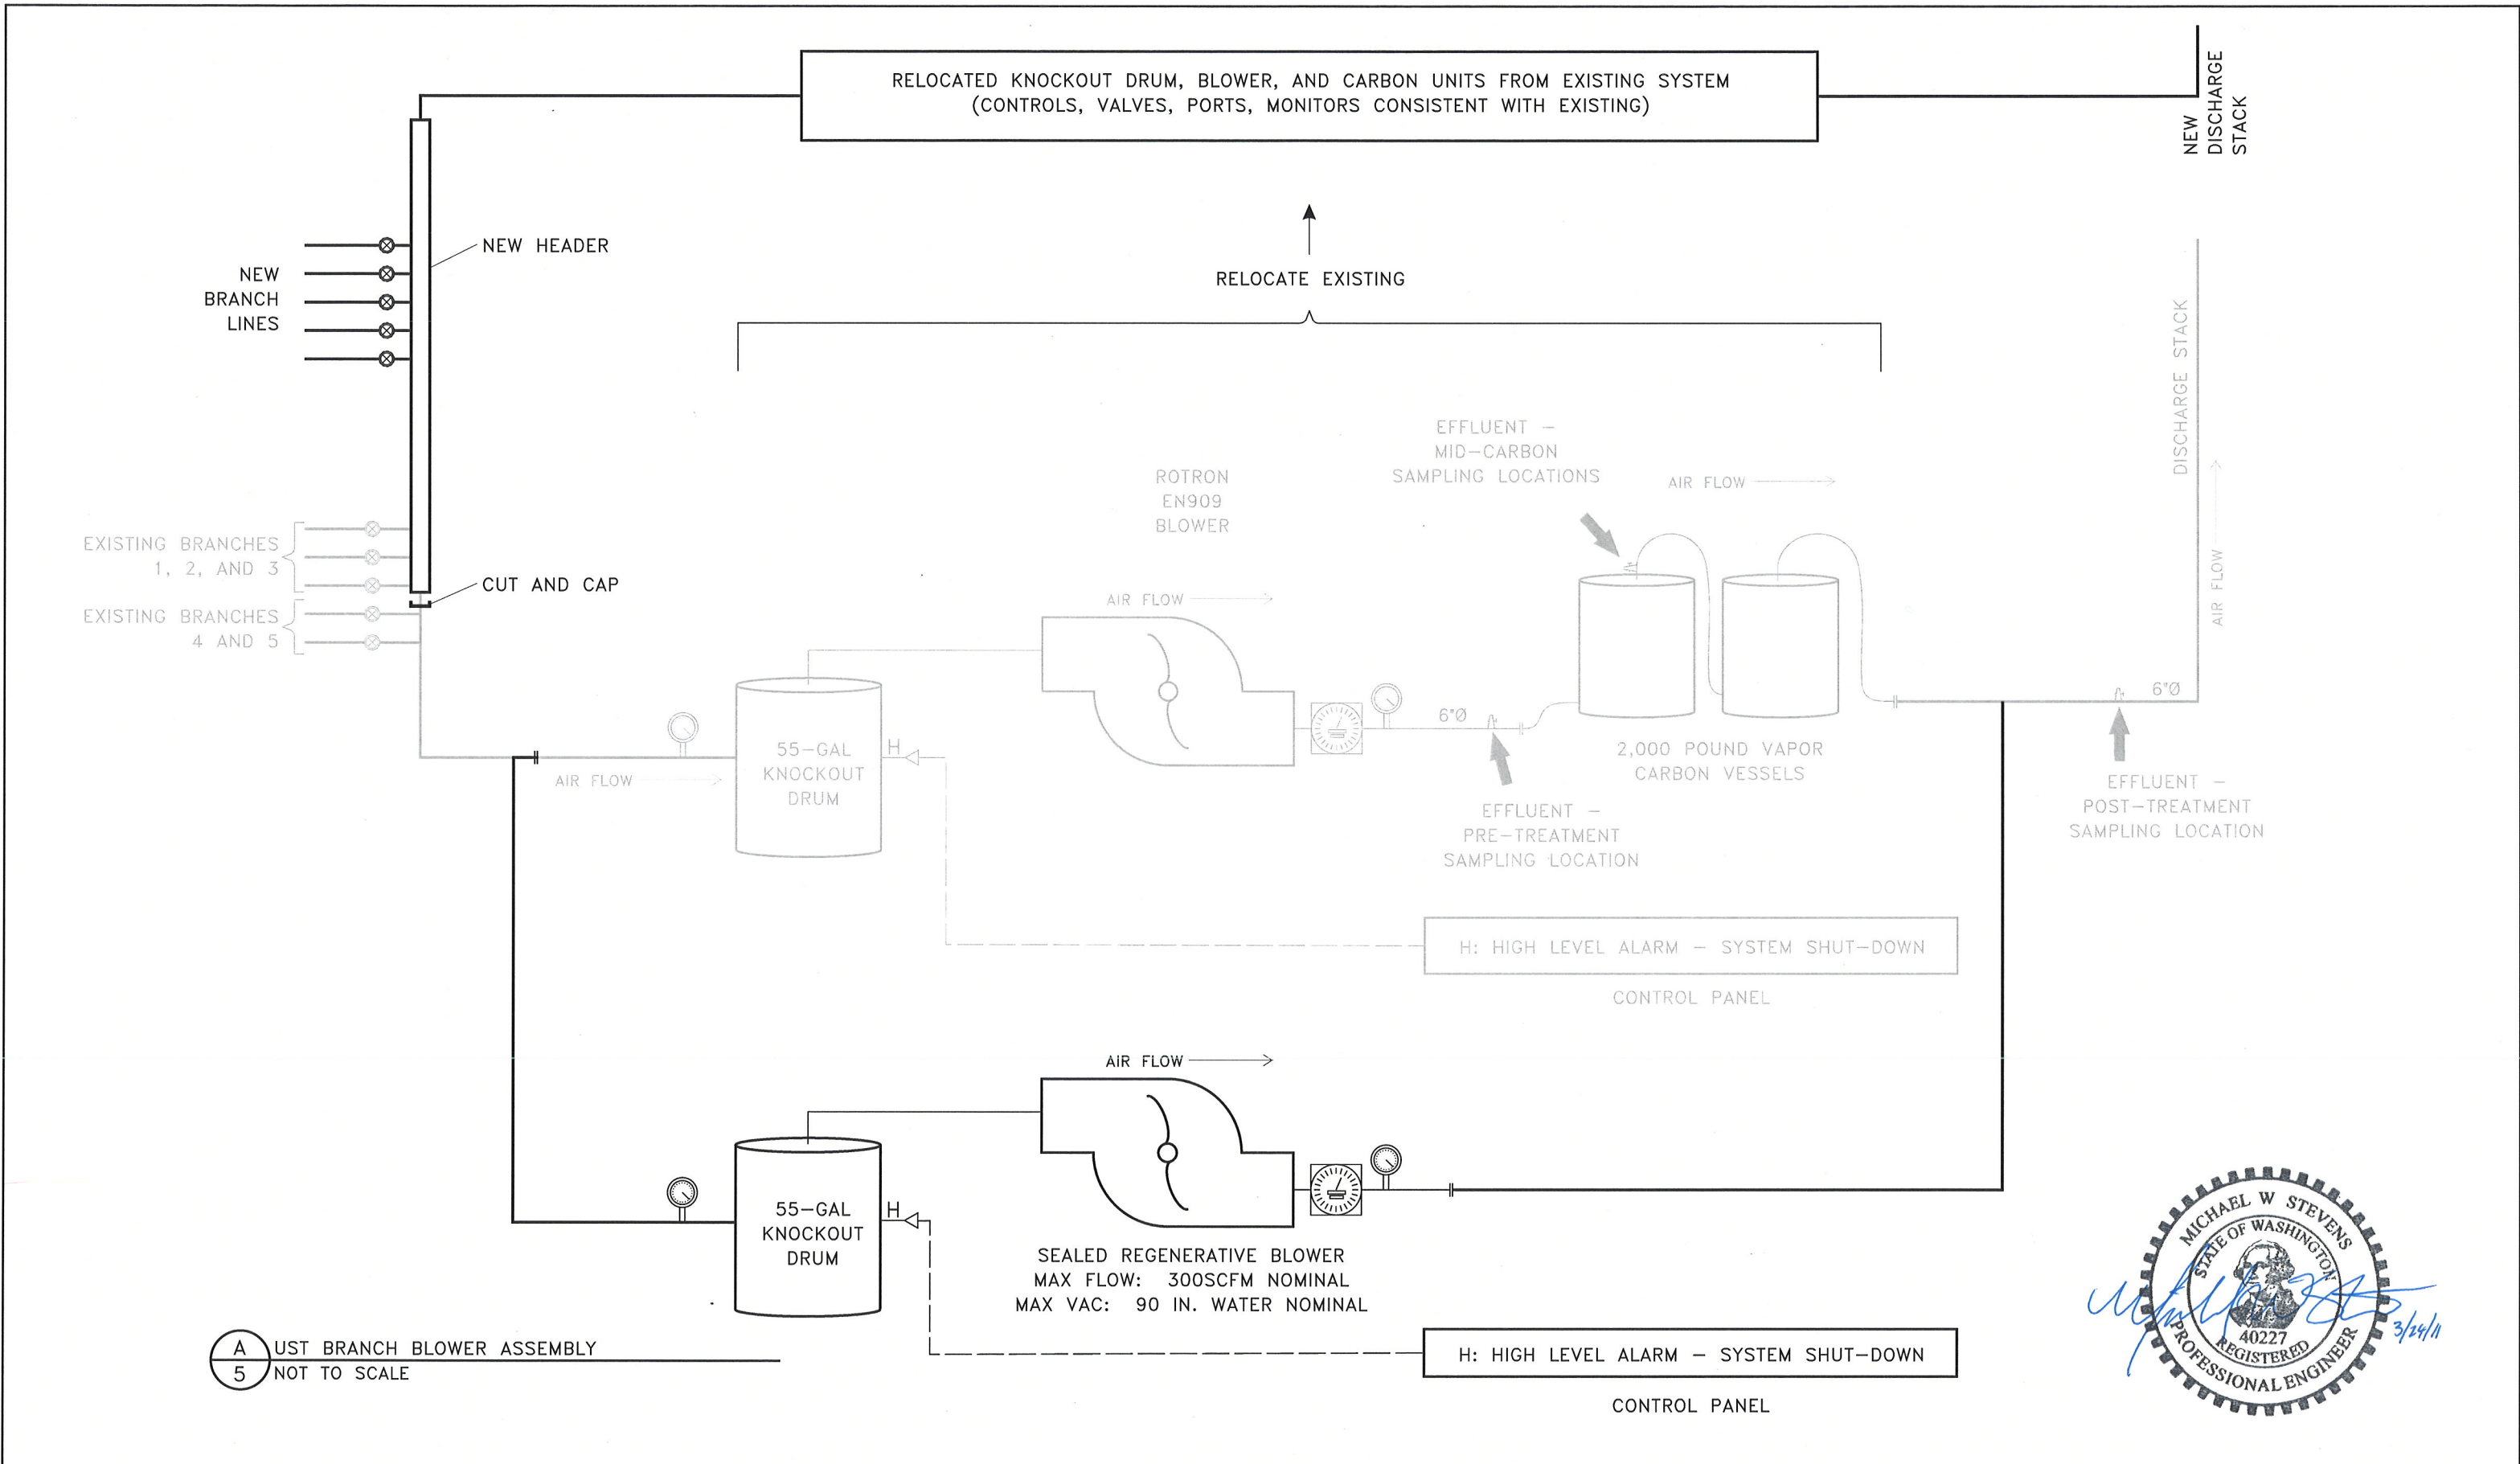 RELOCATED KNOCKOUT DRUM, BLOWER, AND CARBON UNITS FROM EXISTING SYSTEM
(CONTROLS, VALVES, PORTS, MONITORS CONSISTENT WITH EXISTING)
NEW
DISCHARGE
STACK
NEW HEADER
NEW
BRANCH
LINES
RELOCATE EXISTING
DISCHARGE STACK
AIR FLOW
EFFLUENT –
MID–CARBON
SAMPLING LOCATIONS
AIR FLOW
ROTRON
EN909
BLOWER
AIR FLOW
EXISTING BRANCHES
1, 2, AND 3
CUT AND CAP
EXISTING BRANCHES
4 AND 5
AIR FLOW
55–GAL
KNOCKOUT
DRUM
H
6"Ø
2,000 POUND VAPOR
CARBON VESSELS
6"Ø
EFFLUENT –
PRE–TREATMENT
SAMPLING LOCATION
EFFLUENT –
POST–TREATMENT
SAMPLING LOCATION
H: HIGH LEVEL ALARM – SYSTEM SHUT–DOWN
CONTROL PANEL
AIR FLOW
55–GAL
KNOCKOUT
DRUM
H
SEALED REGENERATIVE BLOWER
MAX FLOW: 300SCFM NOMINAL
MAX VAC: 90 IN. WATER NOMINAL
H: HIGH LEVEL ALARM – SYSTEM SHUT–DOWN
CONTROL PANEL
A
5
UST BRANCH BLOWER ASSEMBLY
NOT TO SCALE
MICHAEL W STEVENS
STATE OF WASHINGTON
40227
REGISTERED
PROFESSIONAL ENGINEER
3/24/11